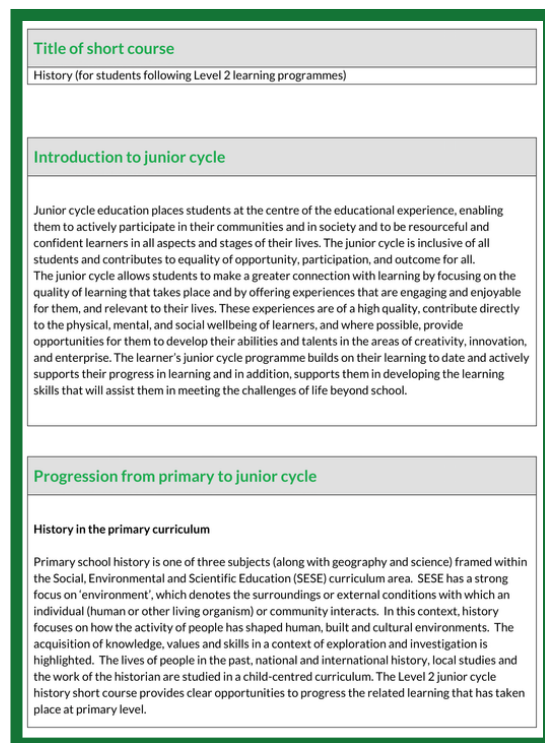 Title of short course
History (for students following Level 2 learning programmes)
Introduction to junior cycle
Junior cycle education places students at the centre of the educational experience, enabling
them to actively participate in their communities and in society and to be resourceful and
confident learners in all aspects and stages of their lives. The junior cycle is inclusive of all
students and contributes to equality of opportunity, participation, and outcome for all.
The junior cycle allows students to make a greater connection with learning by focusing on the
quality of learning that takes place and by offering experiences that are engaging and enjoyable
for them, and relevant to their lives. These experiences are of a high quality, contribute directly
to the physical, mental, and social wellbeing of learners, and where possible, provide
opportunities for them to develop their abilities and talents in the areas of creativity, innovation,
and enterprise. The learner's junior cycle programme builds on their learning to date and actively
supports their progress in learning and in addition, supports them in developing the learning
skills that will assist them in meeting the challenges of life beyond school.
Progression from primary to junior cycle
History in the primary curriculum
Primary school history is one of three subjects (along with geography and science) framed within
the Social, Environmental and Scientific Education (SESE) curriculum area. SESE has a strong
focus on 'environment', which denotes the surroundings or external conditions with which an
individual (human or other living organism) or community interacts. In this context, history
focuses on how the activity of people has shaped human, built and cultural environments. The
acquisition of knowledge, values and skills in a context of exploration and investigation is
highlighted. The lives of people in the past, national and international history, local studies and
the work of the historian are studied in a child-centred curriculum. The Level 2 junior cycle
history short course provides clear opportunities to progress the related learning that has taken
place at primary level.